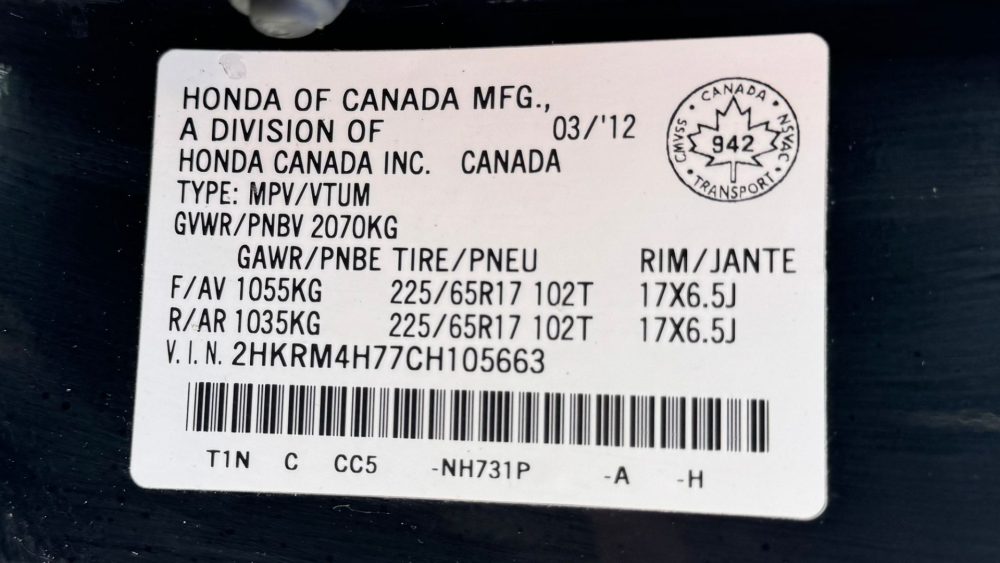 HONDA OF CANADA MFG.,
A DIVISION OF 03/'12
HONDA CANADA INC. CANADA
CANADA
CMVSS 942 NSVAC
TRANSPORT
TYPE: MPV/VTUM
GVWR/PNBV 2070KG
GAWR/PNBE TIRE/PNEU RIM/JANTE
F/AV 1055KG 225/65R17 102T 17X6.5J
R/AR 1035KG 225/65R17 102T 17X6.5J
V.I.N. 2HKRM4H77CH105663
T1N C CC5 -NH731P -A -H